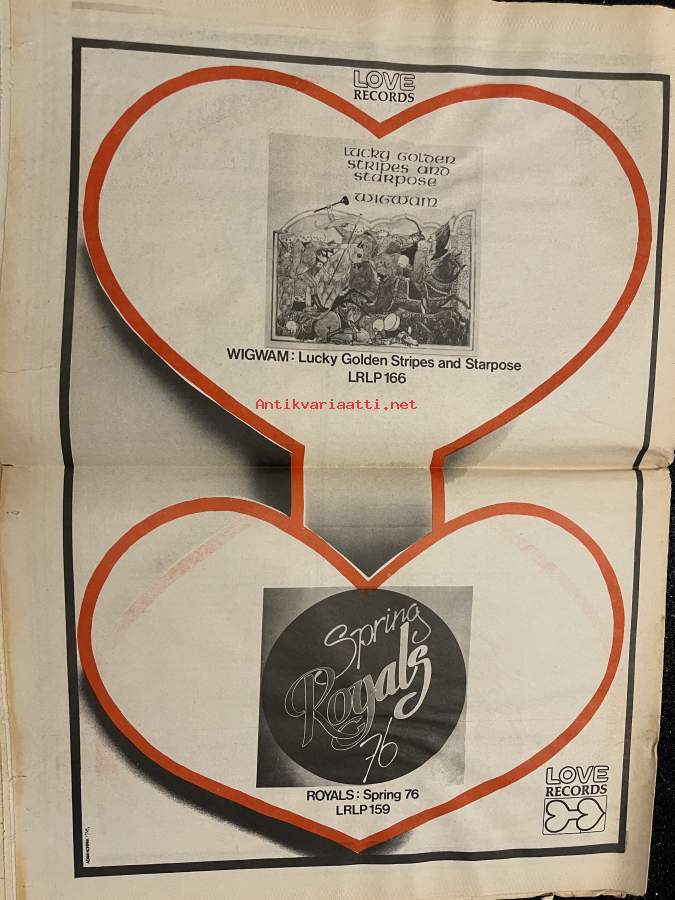 LOVE
RECORDS
Lucky Golden
Stripes and
Starpose
Wigwam
WIGWAM: Lucky Golden Stripes and Starpose
LRLP 166
Antikvariaatti.net
Spring
Royals
76
ROYALS: Spring 76
LRLP 159
LOVE
RECORDS